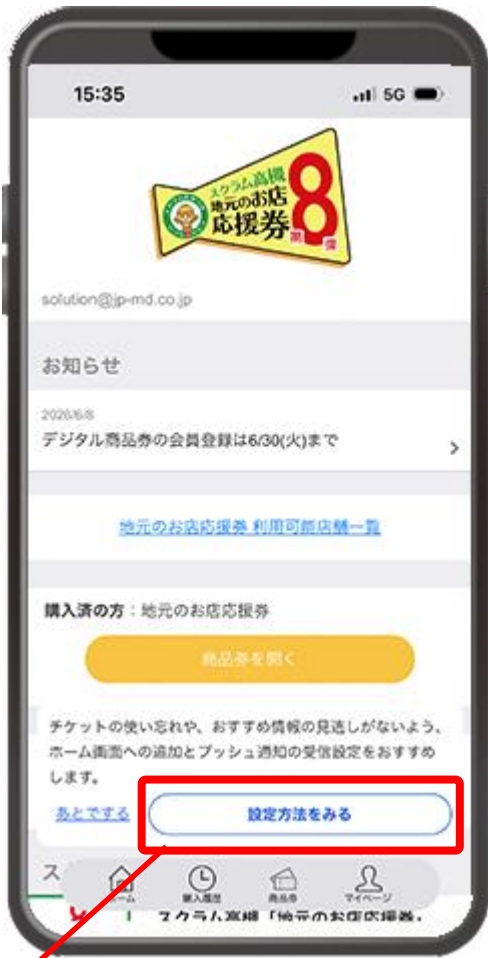 15:35
5G
スクラム高槻
地元のお店
応援券
第8弾
solution@jp-md.co.jp
お知らせ
2026/6/8
デジタル商品券の会員登録は6/30(火)まで
地元のお店応援券 利用可能店舗一覧
購入済の方：地元のお店応援券
商品券を開く
チケットの使い忘れや、おすすめ情報の見逃しがないよう、
ホーム画面への追加とプッシュ通知の受信設定をおすすめ
します。
あとでする
設定方法をみる
ス
ホーム
購入履歴
商品券
マイページ
スクラム高槻「地元のお店応援券」